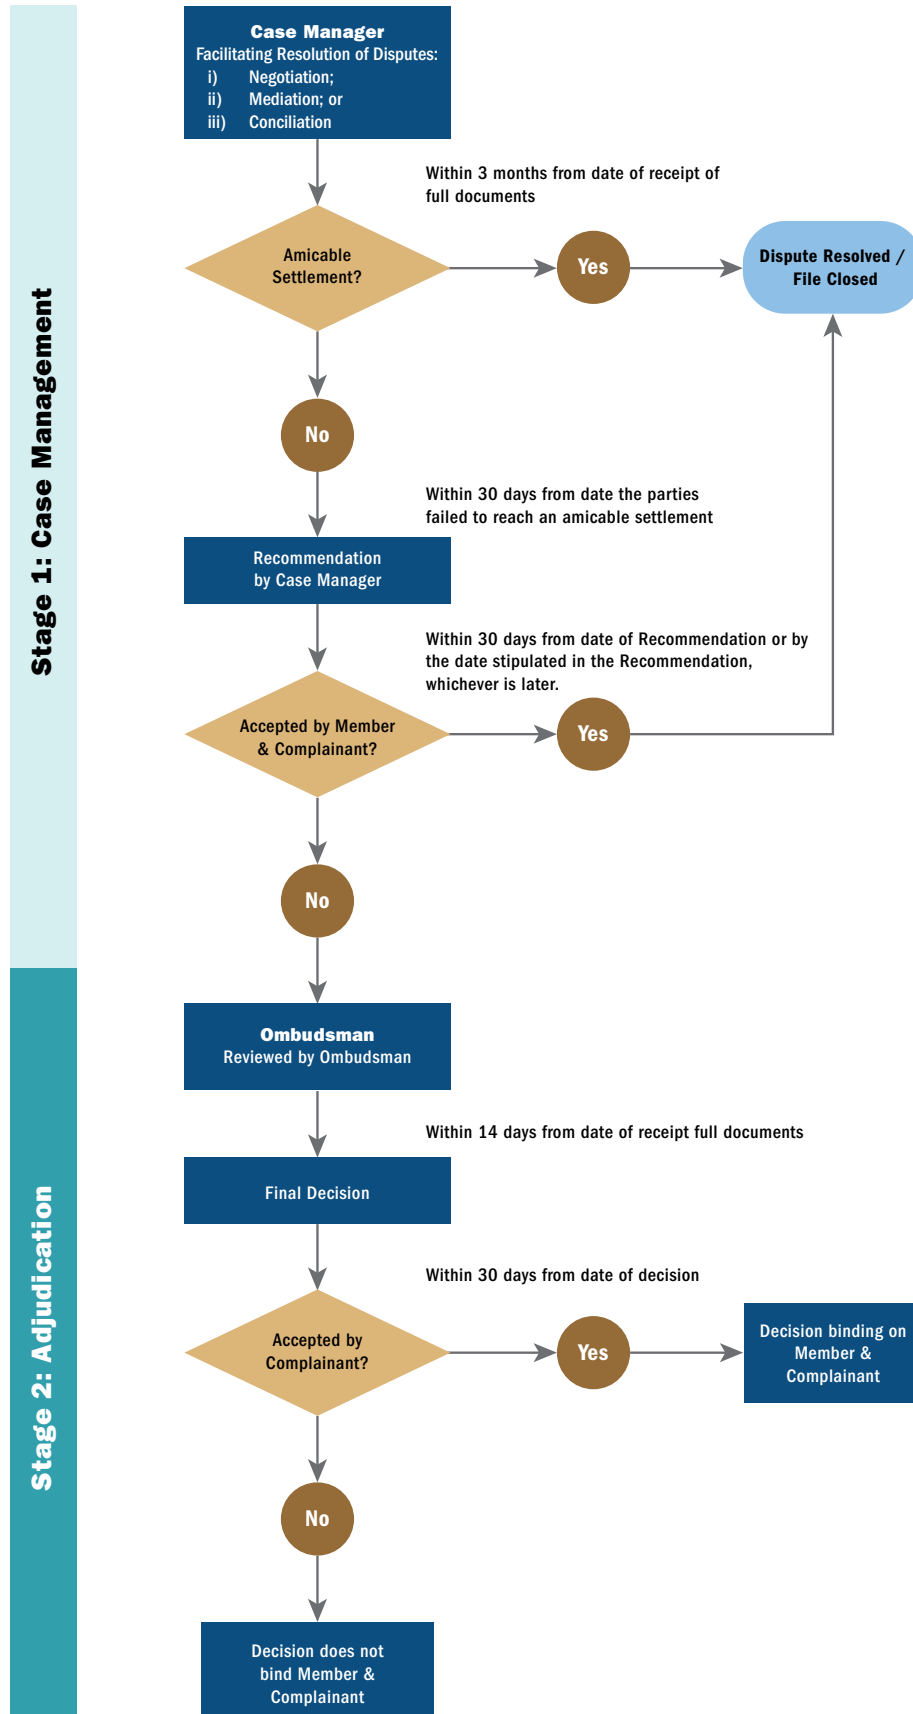 Stage 1: Case Management
Case Manager
Facilitating Resolution of Disputes:
i) Negotiation;
ii) Mediation; or
iii) Conciliation
Within 3 months from date of receipt of
full documents
Amicable
Settlement?
Yes
Dispute Resolved /
File Closed
No
Within 30 days from date the parties
failed to reach an amicable settlement
Recommendation
by Case Manager
Within 30 days from date of Recommendation or by
the date stipulated in the Recommendation,
whichever is later.
Accepted by Member
& Complainant?
Yes
No
Stage 2: Adjudication
Ombudsman
Reviewed by Ombudsman
Within 14 days from date of receipt full documents
Final Decision
Within 30 days from date of decision
Accepted by
Complainant?
Yes
Decision binding on
Member &
Complainant
No
Decision does not
bind Member &
Complainant